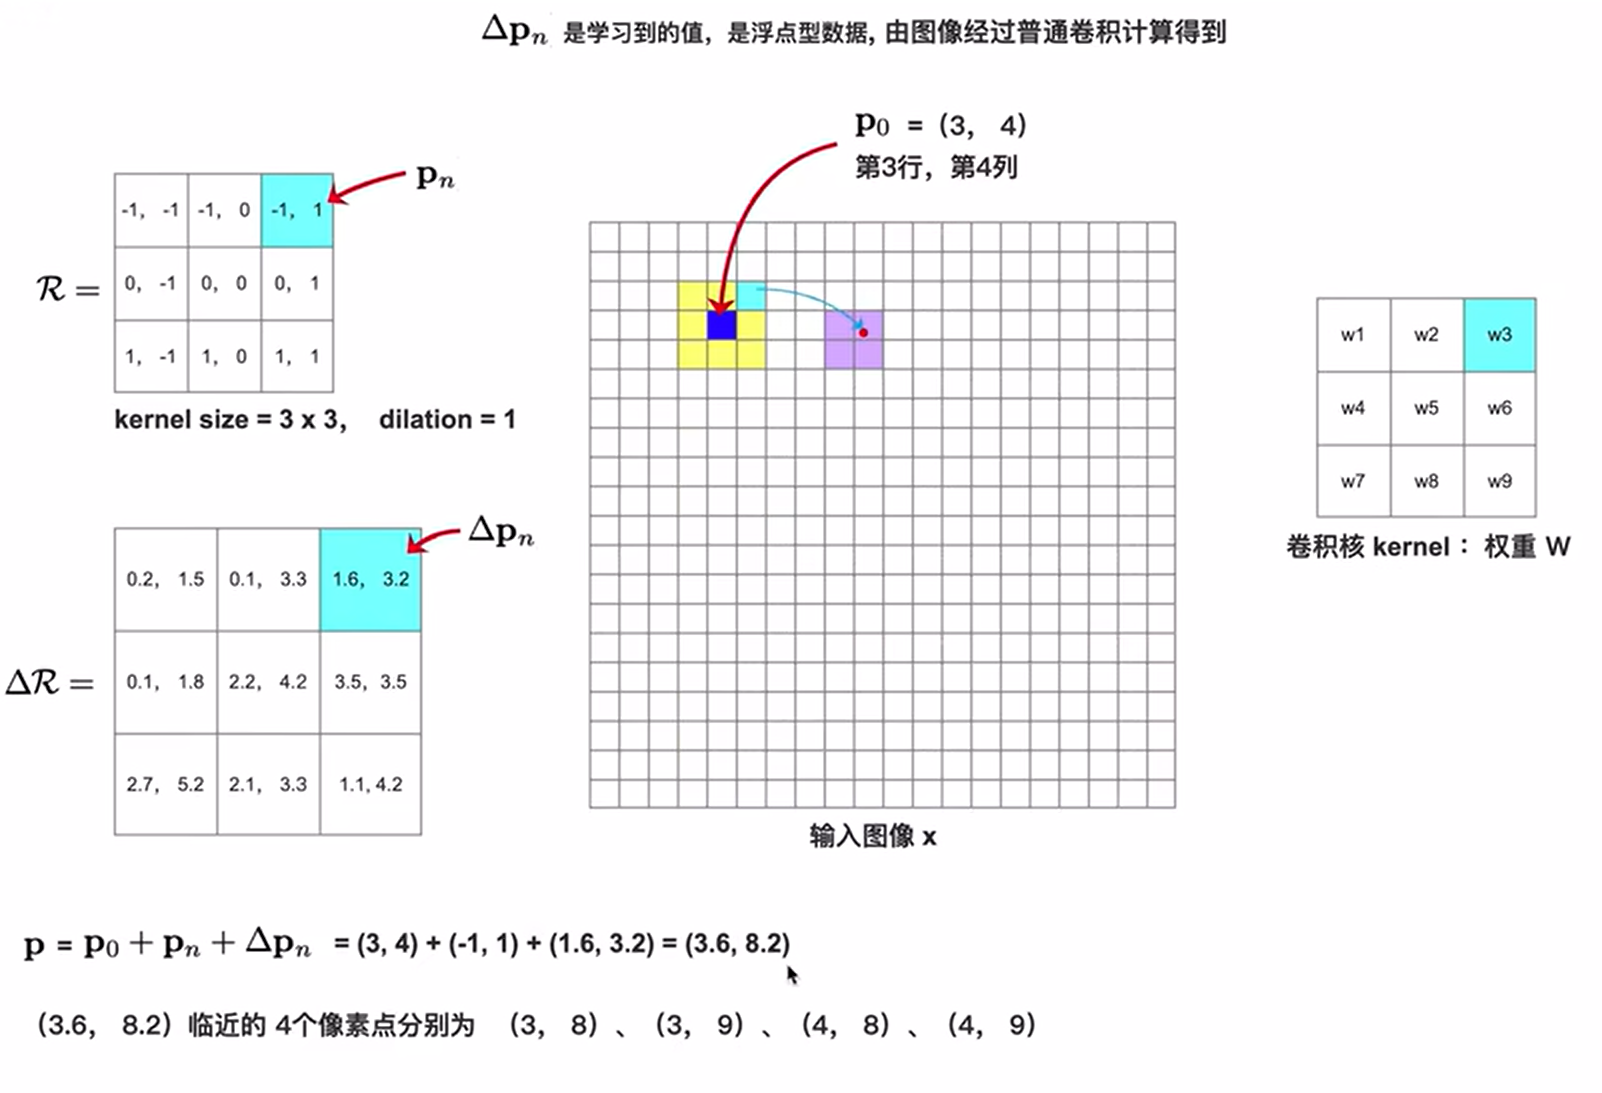 Δpₙ 是学习到的值，是浮点型数据, 由图像经过普通卷积计算得到
p₀ =（3， 4）
第3行，第4列
pₙ
R =
-1， -1 -1， 0 -1， 1
0， -1 0， 0 0， 1
1， -1 1， 0 1， 1
kernel size = 3 x 3， dilation = 1
Δpₙ
ΔR =
0.2， 1.5 0.1， 3.3 1.6， 3.2
0.1， 1.8 2.2， 4.2 3.5，3.5
2.7， 5.2 2.1， 3.3 1.1, 4.2
输入图像 x
w1 w2 w3
w4 w5 w6
w7 w8 w9
卷积核 kernel： 权重 W
p = p₀ + pₙ + Δpₙ = (3, 4) + (-1, 1) + (1.6, 3.2) = (3.6, 8.2)
（3.6， 8.2）临近的 4个像素点分别为 （3， 8）、（3， 9）、（4， 8）、（4， 9）